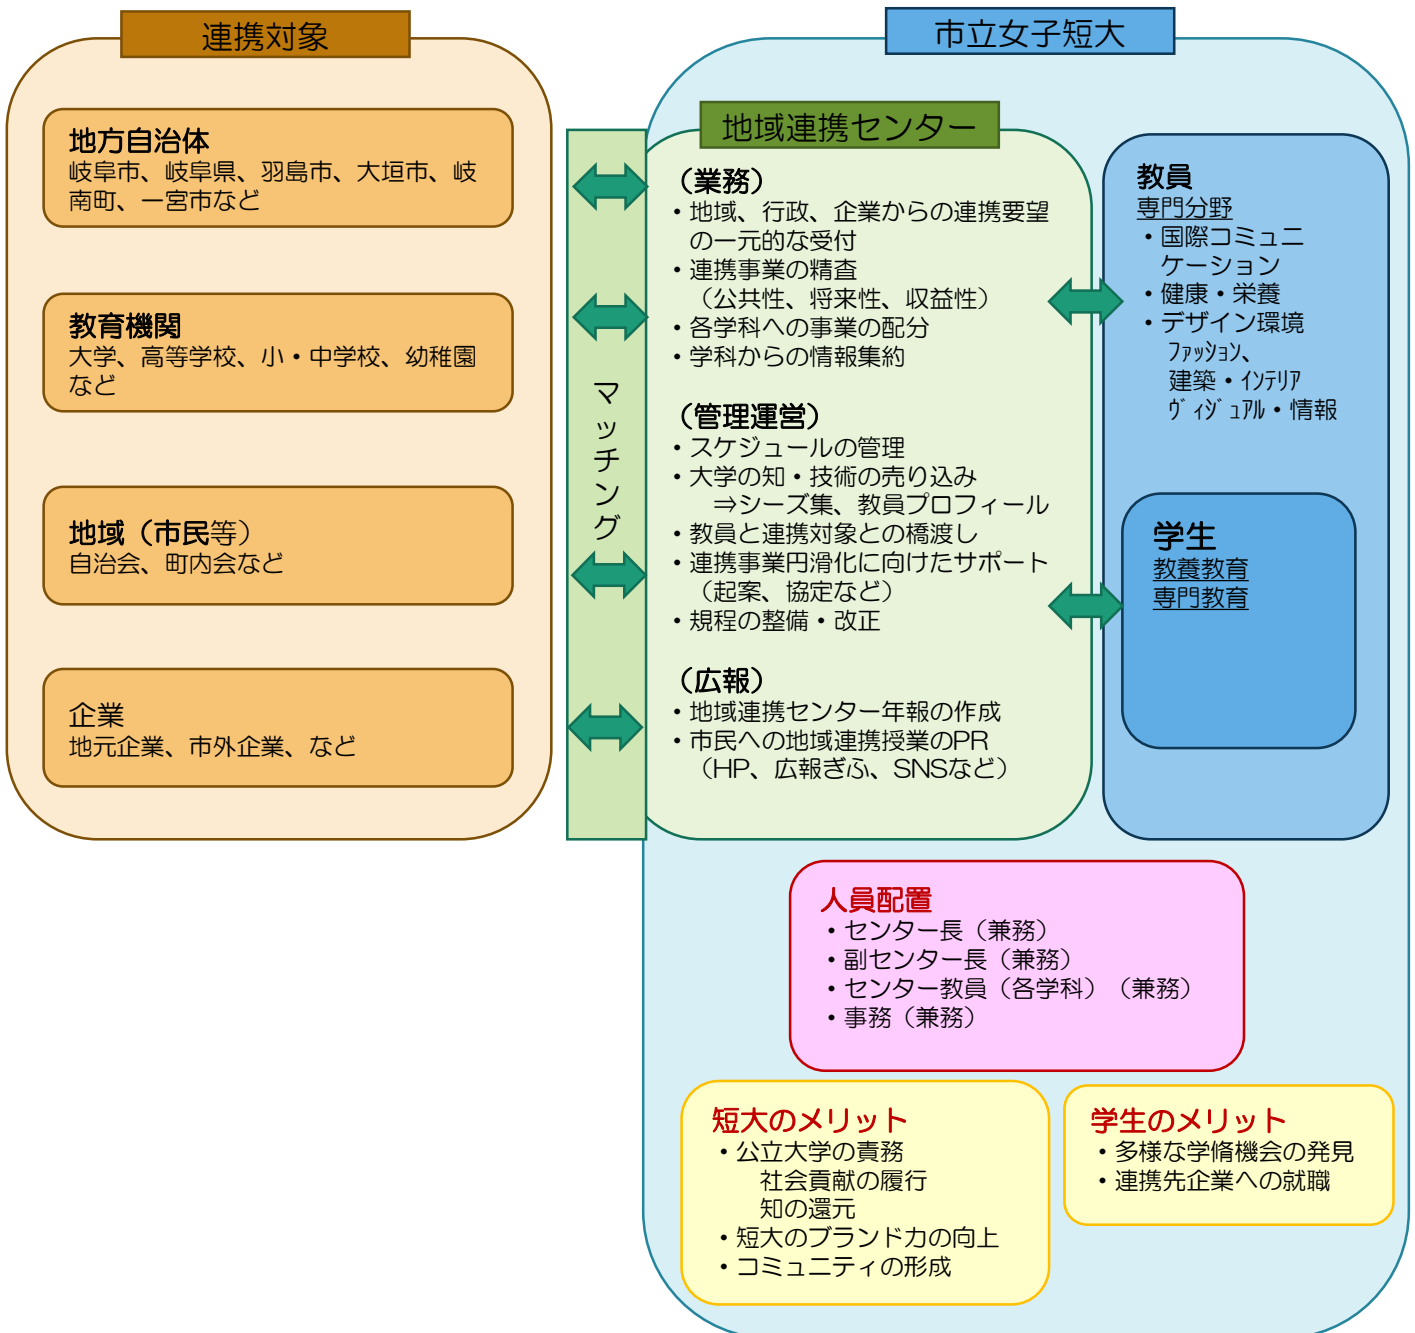 連携対象
地方自治体
岐阜市、岐阜県、羽島市、大垣市、岐
南町、一宮市など
教育機関
大学、高等学校、小・中学校、幼稚園
など
地域（市民等）
自治会、町内会など
企業
地元企業、市外企業、など
マッチング
市立女子短大
地域連携センター
（業務）
・地域、行政、企業からの連携要望
の一元的な受付
・連携事業の精査
（公共性、将来性、収益性）
・各学科への事業の配分
・学科からの情報集約
（管理運営）
・スケジュールの管理
・大学の知・技術の売り込み
⇒シーズ集、教員プロフィール
・教員と連携対象との橋渡し
・連携事業円滑化に向けたサポート
（起案、協定など）
・規程の整備・改正
（広報）
・地域連携センター年報の作成
・市民への地域連携授業のPR
（HP、広報ぎふ、SNSなど）
教員
専門分野
・国際コミュニ
ケーション
・健康・栄養
・デザイン環境
ﾌｧｯｼｮﾝ、
建築・ｲﾝﾃﾘｱ
ｳﾞｨｼﾞｭｱﾙ・情報
学生
教養教育
専門教育
人員配置
・センター長（兼務）
・副センター長（兼務）
・センター教員（各学科）（兼務）
・事務（兼務）
短大のメリット
・公立大学の責務
社会貢献の履行
知の還元
・短大のブランド力の向上
・コミュニティの形成
学生のメリット
・多様な学脩機会の発見
・連携先企業への就職